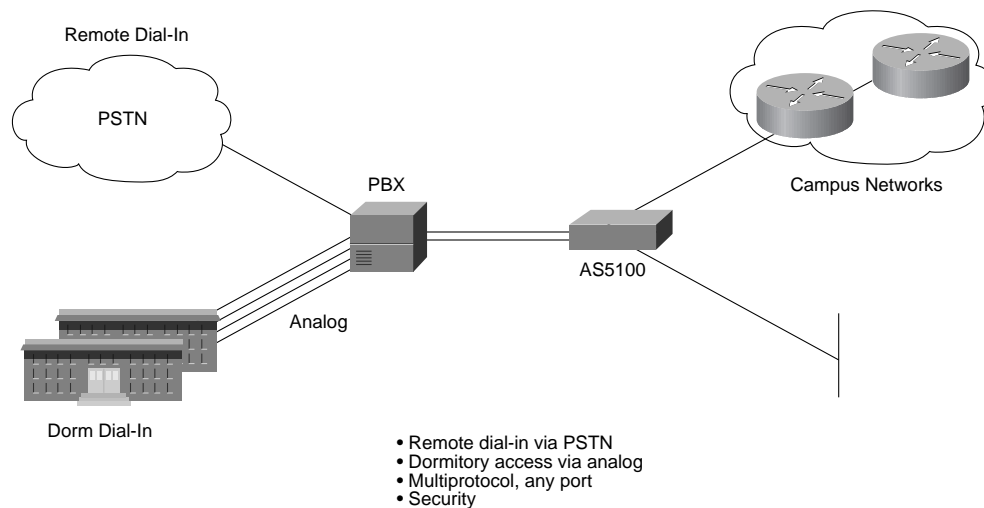 Remote Dial-In
PSTN
PBX
Campus Networks
AS5100
Analog
Dorm Dial-In
• Remote dial-in via PSTN
• Dormitory access via analog
• Multiprotocol, any port
• Security